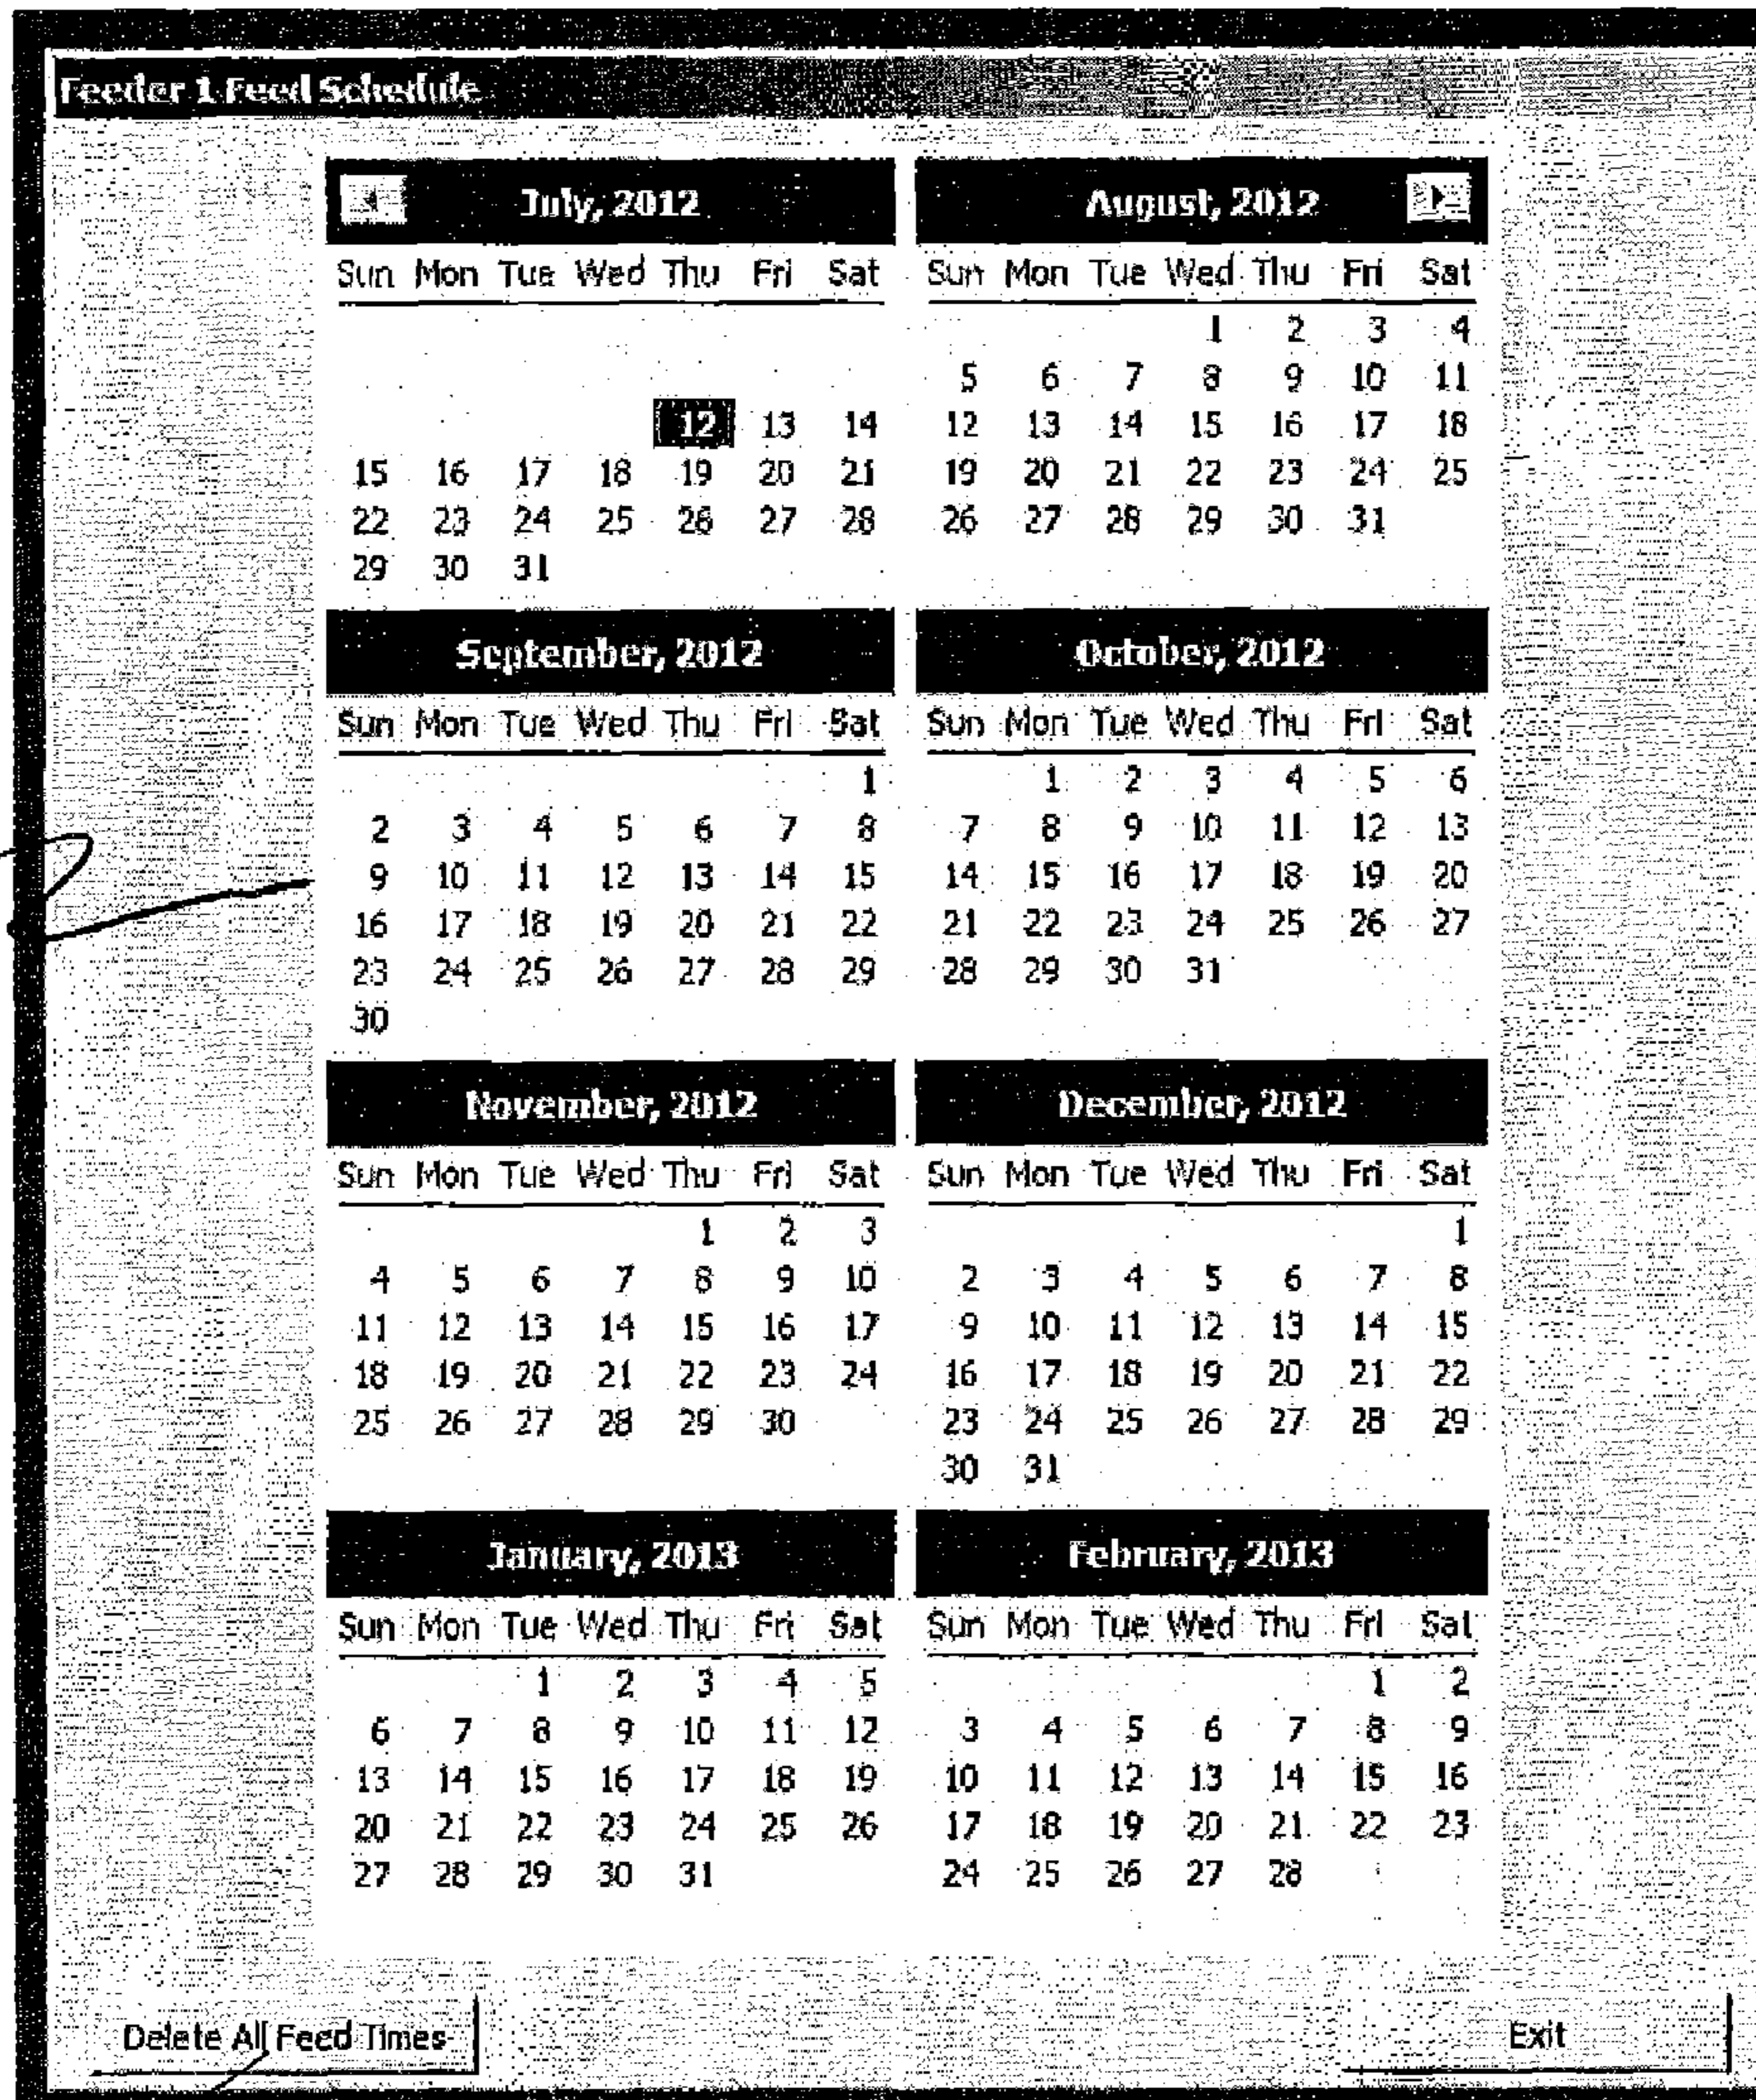 Feeder 1 Feed Schedule
July, 2012
Sun Mon Tue Wed Thu Fri Sat
12 13 14
15 16 17 18 19 20 21
22 23 24 25 26 27 28
29 30 31
August, 2012
Sun Mon Tue Wed Thu Fri Sat
1 2 3 4
5 6 7 8 9 10 11
12 13 14 15 16 17 18
19 20 21 22 23 24 25
26 27 28 29 30 31
September, 2012
Sun Mon Tue Wed Thu Fri Sat
1
2 3 4 5 6 7 8
9 10 11 12 13 14 15
16 17 18 19 20 21 22
23 24 25 26 27 28 29
30
October, 2012
Sun Mon Tue Wed Thu Fri Sat
1 2 3 4 5 6
7 8 9 10 11 12 13
14 15 16 17 18 19 20
21 22 23 24 25 26 27
28 29 30 31
November, 2012
Sun Mon Tue Wed Thu Fri Sat
1 2 3
4 5 6 7 8 9 10
11 12 13 14 15 16 17
18 19 20 21 22 23 24
25 26 27 28 29 30
December, 2012
Sun Mon Tue Wed Thu Fri Sat
1
2 3 4 5 6 7 8
9 10 11 12 13 14 15
16 17 18 19 20 21 22
23 24 25 26 27 28 29
30 31
January, 2013
Sun Mon Tue Wed Thu Fri Sat
1 2 3 4 5
6 7 8 9 10 11 12
13 14 15 16 17 18 19
20 21 22 23 24 25 26
27 28 29 30 31
February, 2013
Sun Mon Tue Wed Thu Fri Sat
1 2
3 4 5 6 7 8 9
10 11 12 13 14 15 16
17 18 19 20 21 22 23
24 25 26 27 28
Delete All Feed Times
Exit